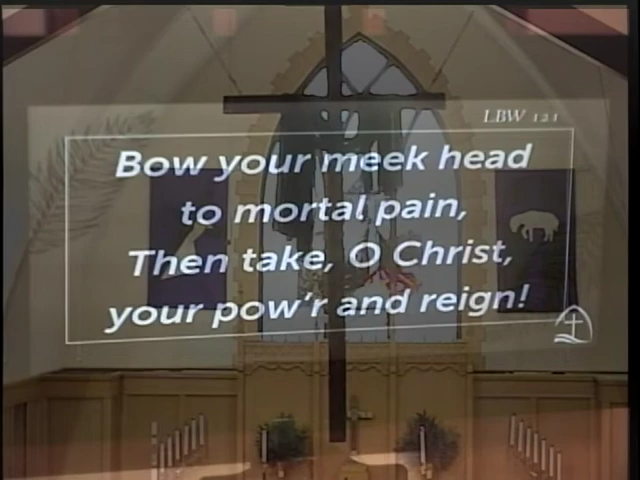 LBW 121
Bow your meek head
to mortal pain,
Then take, O Christ,
your pow'r and reign!